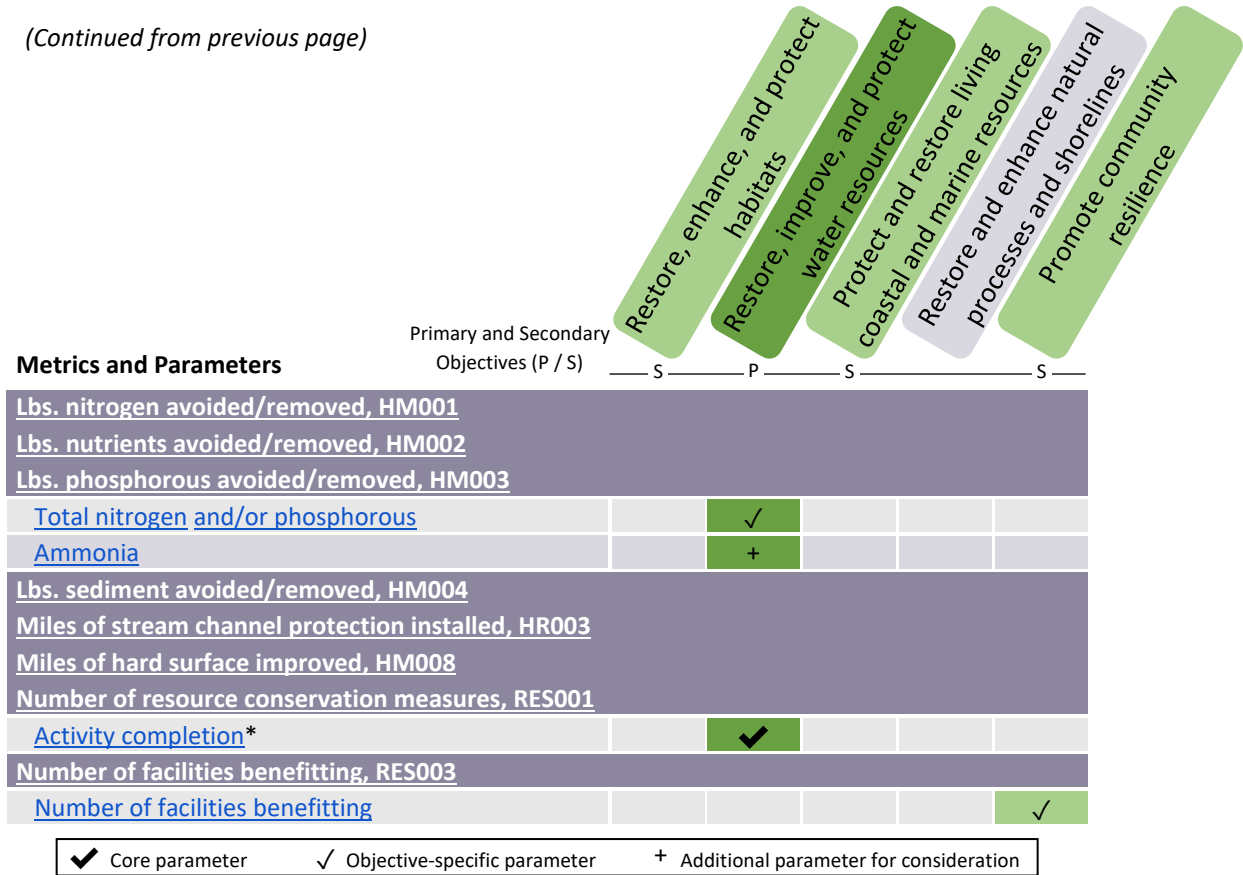 (Continued from previous page)
Restore, enhance, and protect
habitats
Restore, improve, and protect
water resources
Protect and restore living
coastal and marine resources
Restore and enhance natural
processes and shorelines
Promote community
resilience
Primary and Secondary
Objectives (P / S)
Metrics and Parameters
S P S S
Lbs. nitrogen avoided/removed, HM001
Lbs. nutrients avoided/removed, HM002
Lbs. phosphorous avoided/removed, HM003
Total nitrogen and/or phosphorous ✓
Ammonia +
Lbs. sediment avoided/removed, HM004
Miles of stream channel protection installed, HR003
Miles of hard surface improved, HM008
Number of resource conservation measures, RES001
Activity completion* ✔
Number of facilities benefitting, RES003
Number of facilities benefitting ✓
✔ Core parameter ✓ Objective-specific parameter + Additional parameter for consideration